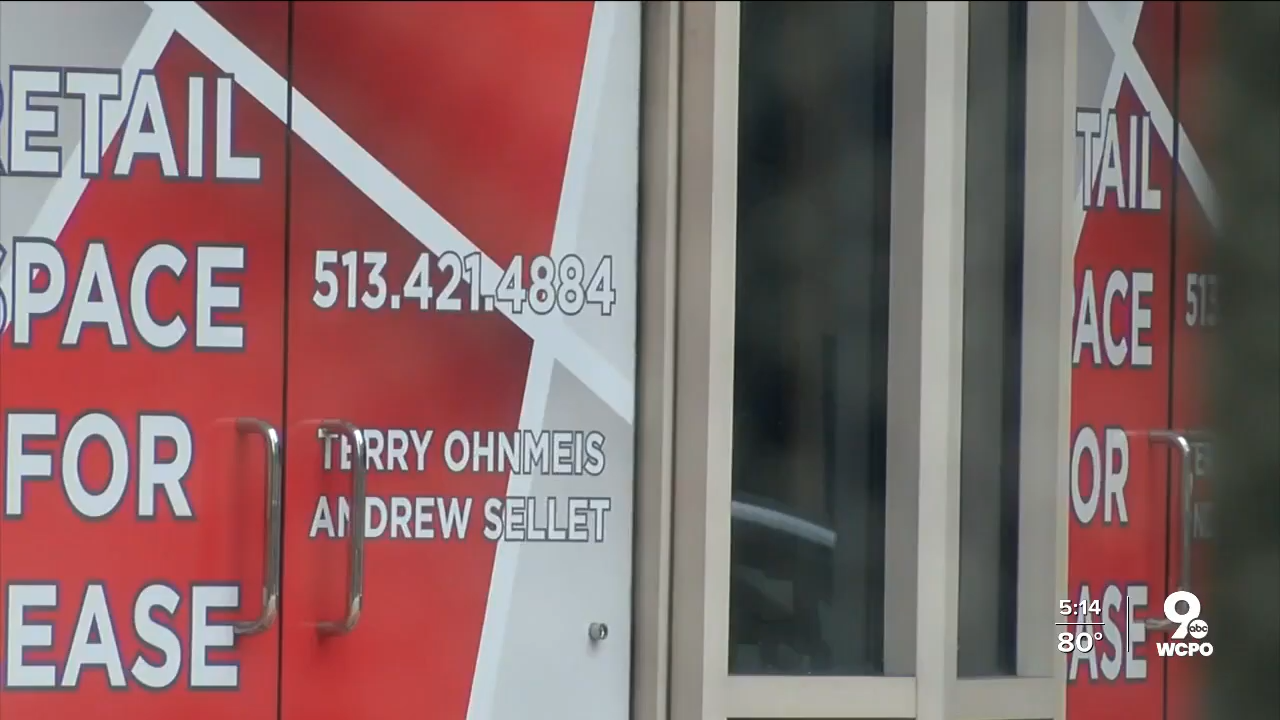 RETAIL
SPACE
FOR
EASE
513.421.4884
TERRY OHNMEIS
ANDREW SELLET
TAIL
ACE
OR
ASE
513
5:14
80°
9
abc
WCPO